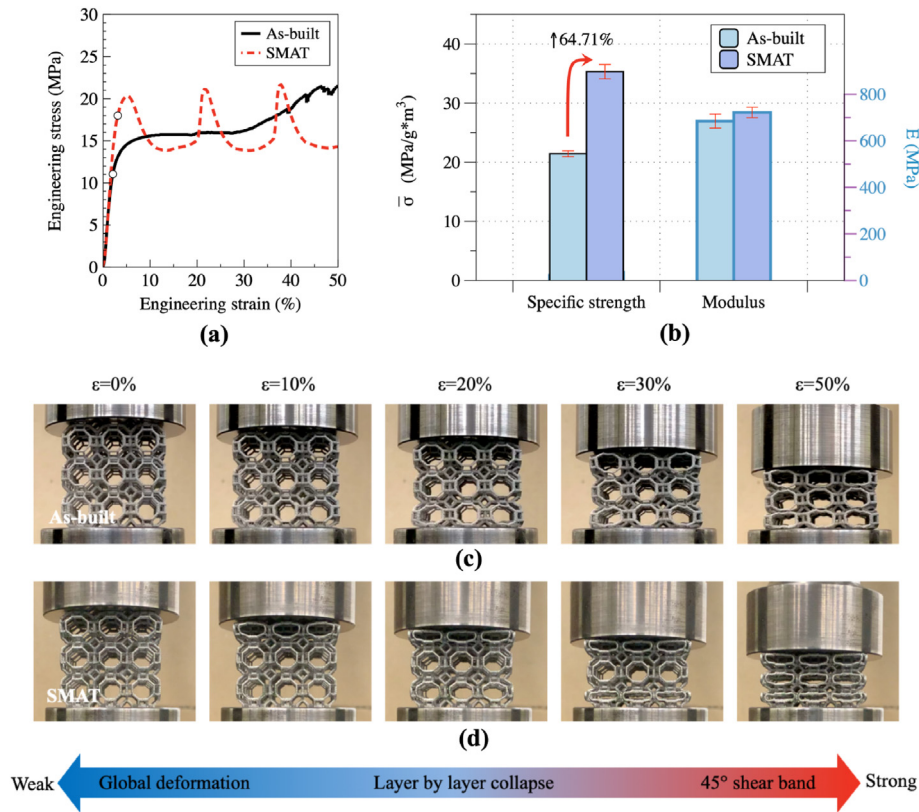 30
25
20
15
10
5
0
Engineering stress (MPa)
As-built
SMAT
0 10 20 30 40 50
Engineering strain (%)
(a)
↑64.71%
As-built
SMAT
40
30
20
10
0
σ̄ (MPa/g*m³)
800
600
400
200
0
E (MPa)
Specific strength Modulus
(b)
ε=0% ε=10% ε=20% ε=30% ε=50%
As-built
(c)
SMAT
(d)
Weak Global deformation Layer by layer collapse 45° shear band Strong